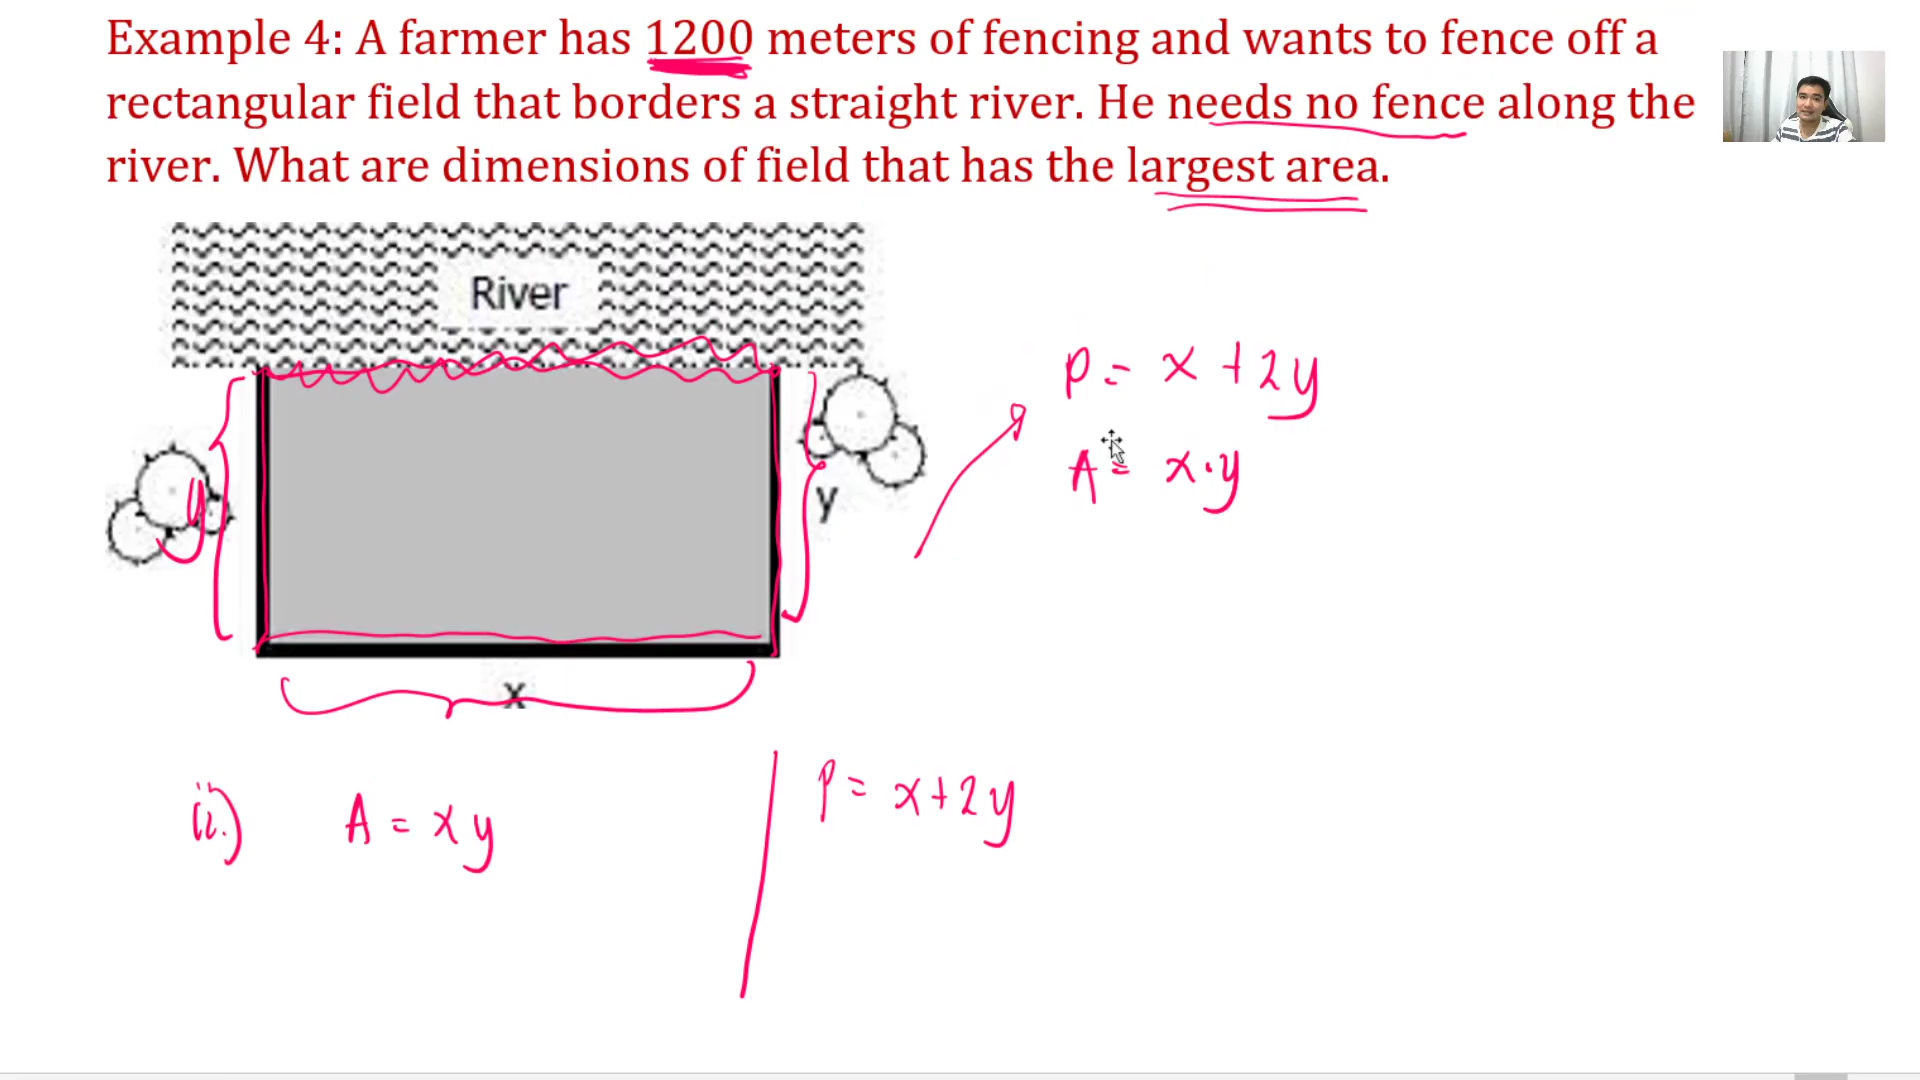 Example 4: A farmer has 1200 meters of fencing and wants to fence off a
rectangular field that borders a straight river. He needs no fence along the
river. What are dimensions of field that has the largest area.
River
P = x + 2y
A = x·y
y
y
x
ii.) A = xy
P = x+2y